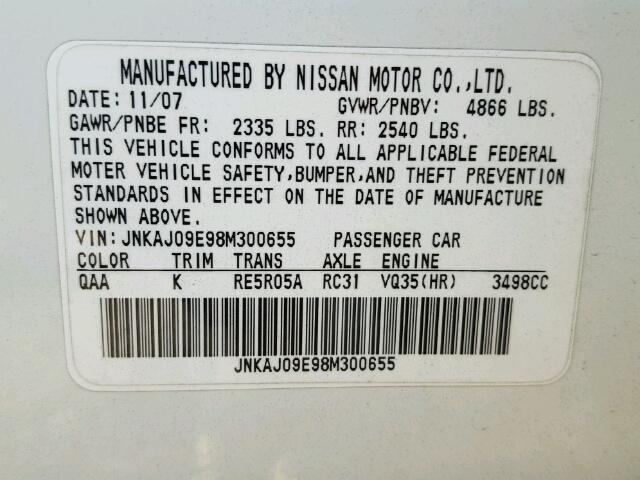 MANUFACTURED BY NISSAN MOTOR CO.,LTD.
DATE: 11/07 GVWR/PNBV: 4866 LBS.
GAWR/PNBE FR: 2335 LBS. RR: 2540 LBS.
THIS VEHICLE CONFORMS TO ALL APPLICABLE FEDERAL
MOTER VEHICLE SAFETY,BUMPER,AND THEFT PREVENTION
STANDARDS IN EFFECT ON THE DATE OF MANUFACTURE
SHOWN ABOVE.
VIN:JNKAJ09E98M300655 PASSENGER CAR
COLOR TRIM TRANS AXLE ENGINE
QAA K RE5R05A RC31 VQ35(HR) 3498CC
JNKAJ09E98M300655